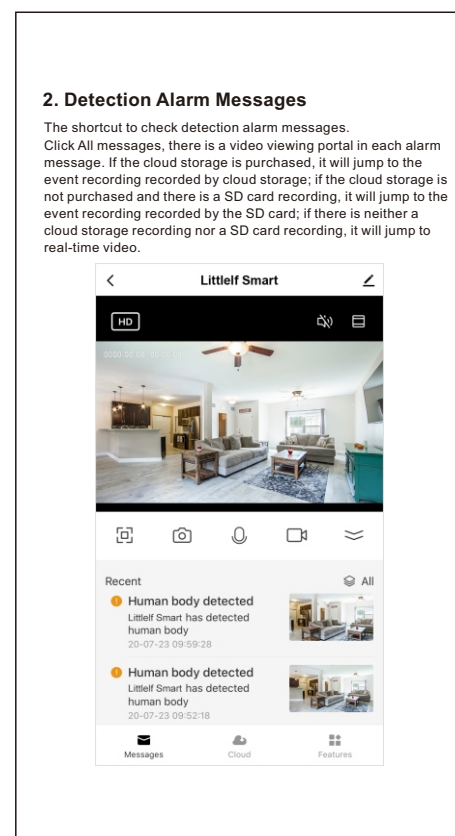 2. Detection Alarm Messages
The shortcut to check detection alarm messages.
Click All messages, there is a video viewing portal in each alarm
message. If the cloud storage is purchased, it will jump to the
event recording recorded by cloud storage; if the cloud storage is
not purchased and there is a SD card recording, it will jump to the
event recording recorded by the SD card; if there is neither a
cloud storage recording nor a SD card recording, it will jump to
real-time video.
Littlelf Smart
HD
Recent
All
Human body detected
Littlelf Smart has detected
human body
20-07-23 09:59:28
Human body detected
Littlelf Smart has detected
human body
20-07-23 09:52:18
Messages
Cloud
Features